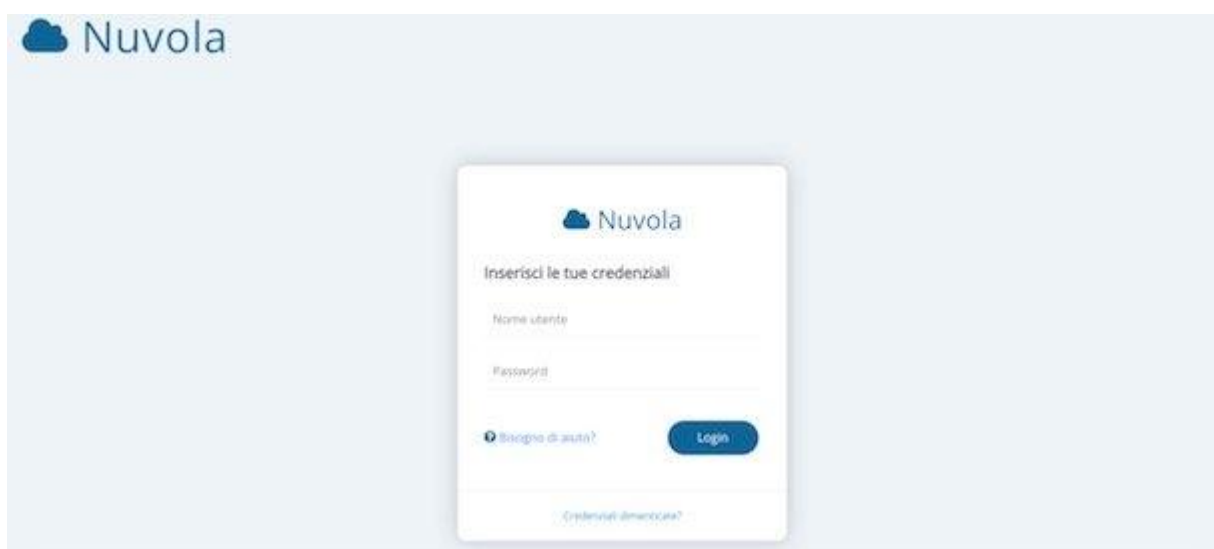 Nuvola
Nuvola
Inserisci le tue credenziali
Nome utente
Password
Bisogno di aiuto?
Login
Credenziali dimenticate?